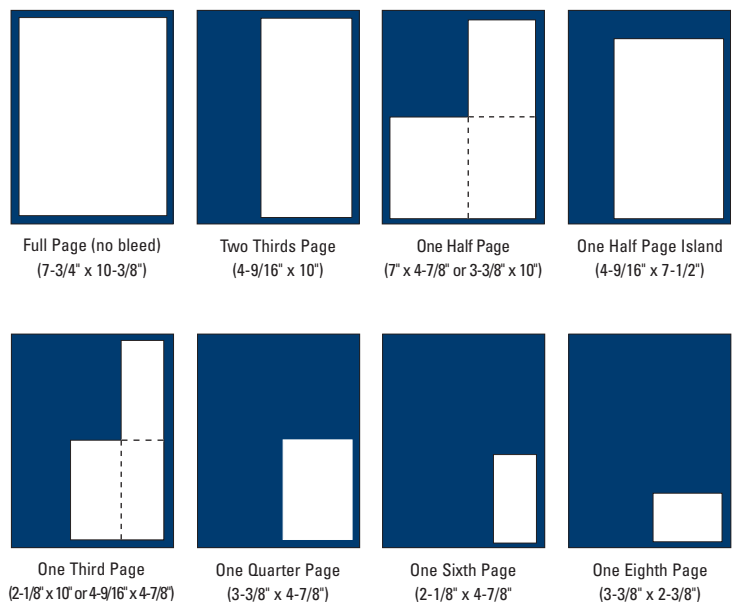 Full Page (no bleed)
(7-3/4" x 10-3/8")
Two Thirds Page
(4-9/16" x 10")
One Half Page
(7" x 4-7/8" or 3-3/8" x 10")
One Half Page Island
(4-9/16" x 7-1/2")
One Third Page
(2-1/8" x 10" or 4-9/16" x 4-7/8")
One Quarter Page
(3-3/8" x 4-7/8")
One Sixth Page
(2-1/8" x 4-7/8"
One Eighth Page
(3-3/8" x 2-3/8")